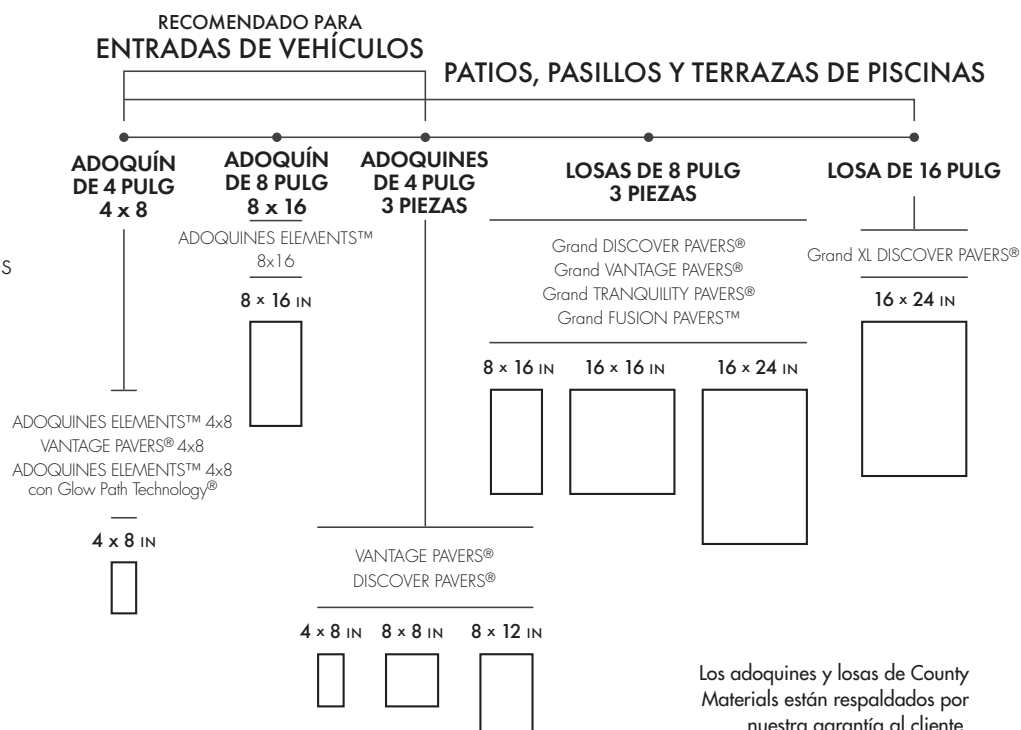 RECOMENDADO PARA
ENTRADAS DE VEHÍCULOS
PATIOS, PASILLOS Y TERRAZAS DE PISCINAS
ADOQUÍN
DE 4 PULG
4 x 8
ADOQUÍN
DE 8 PULG
8 x 16
ADOQUINES
DE 4 PULG
3 PIEZAS
LOSAS DE 8 PULG
3 PIEZAS
LOSA DE 16 PULG
S
ADOQUINES ELEMENTS™
8x16
8 x 16 IN
Grand DISCOVER PAVERS®
Grand VANTAGE PAVERS®
Grand TRANQUILITY PAVERS®
Grand FUSION PAVERS™
8 x 16 IN 16 x 16 IN 16 x 24 IN
Grand XL DISCOVER PAVERS®
16 x 24 IN
ADOQUINES ELEMENTS™ 4x8
VANTAGE PAVERS® 4x8
ADOQUINES ELEMENTS™ 4x8
con Glow Path Technology®
4 x 8 IN
VANTAGE PAVERS®
DISCOVER PAVERS®
4 x 8 IN 8 x 8 IN 8 x 12 IN
Los adoquines y losas de County
Materials están respaldados por
nuestra garantía al cliente.